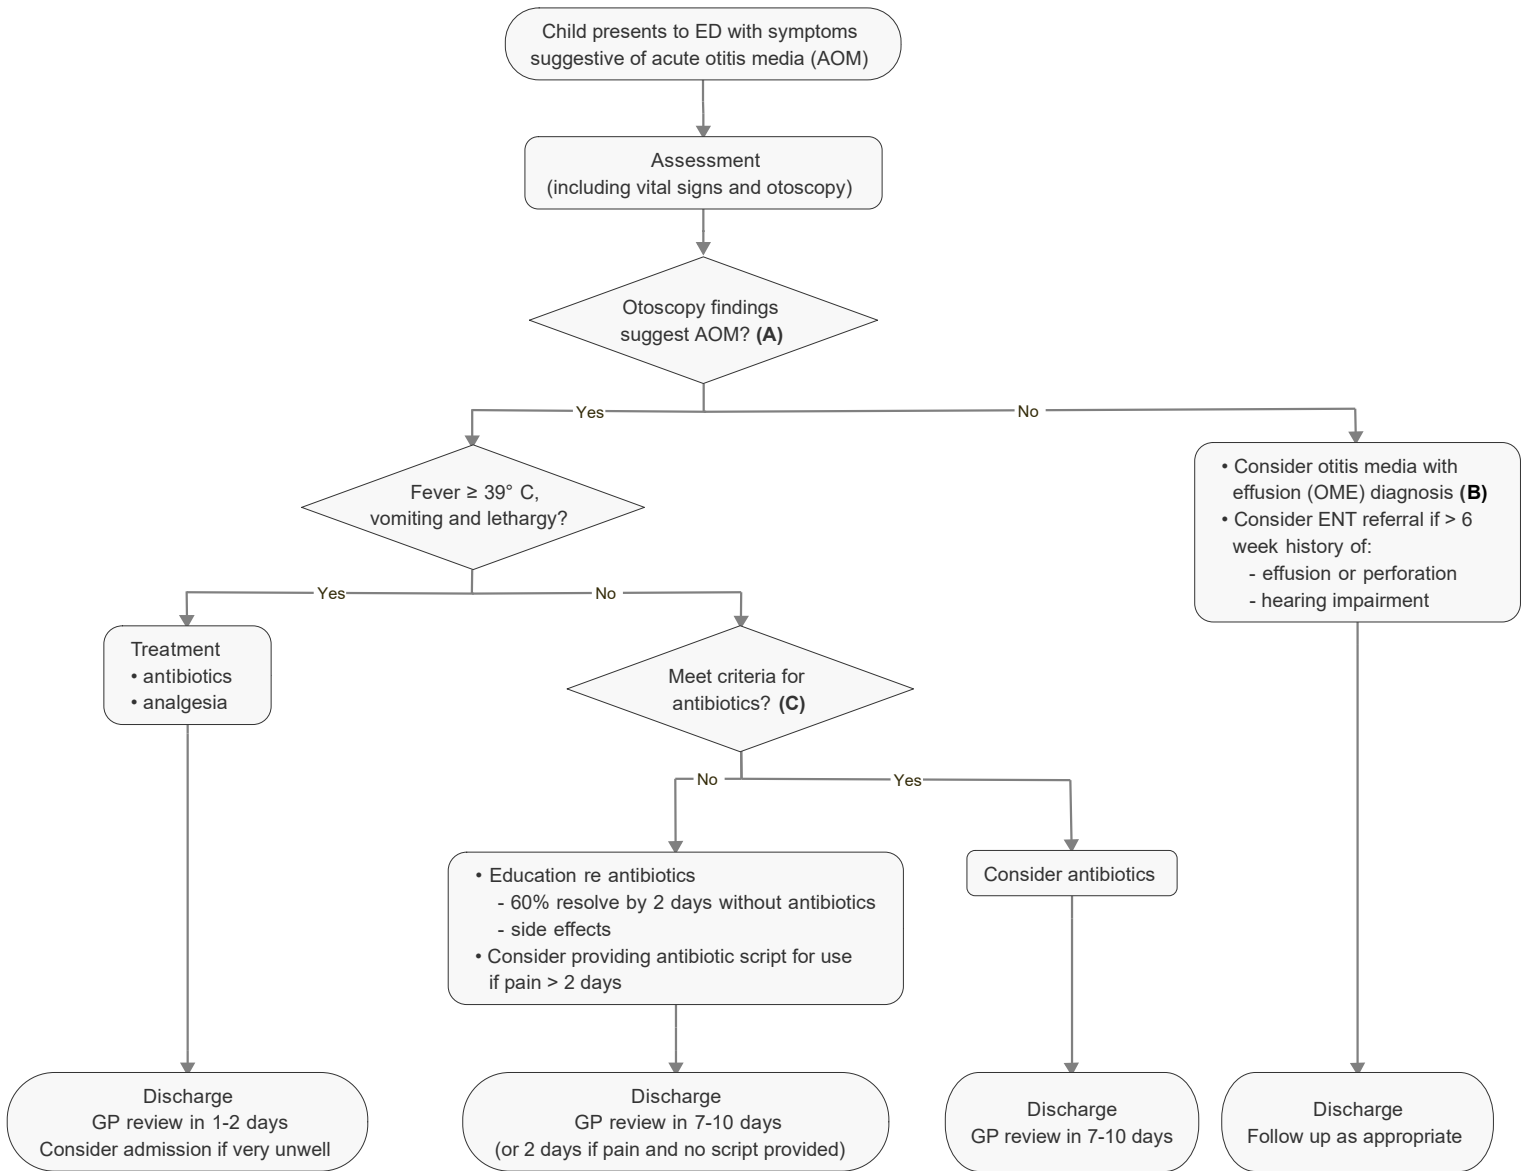 Child presents to ED with symptoms
suggestive of acute otitis media (AOM)
Assessment
(including vital signs and otoscopy)
Otoscopy findings
suggest AOM? (A)
Yes
No
Fever ≥ 39° C,
vomiting and lethargy?
• Consider otitis media with
effusion (OME) diagnosis (B)
• Consider ENT referral if > 6
week history of:
- effusion or perforation
- hearing impairment
Yes
No
Treatment
• antibiotics
• analgesia
Meet criteria for
antibiotics? (C)
No
Yes
• Education re antibiotics
- 60% resolve by 2 days without antibiotics
- side effects
• Consider providing antibiotic script for use
if pain > 2 days
Consider antibiotics
Discharge
GP review in 1-2 days
Consider admission if very unwell
Discharge
GP review in 7-10 days
(or 2 days if pain and no script provided)
Discharge
GP review in 7-10 days
Discharge
Follow up as appropriate